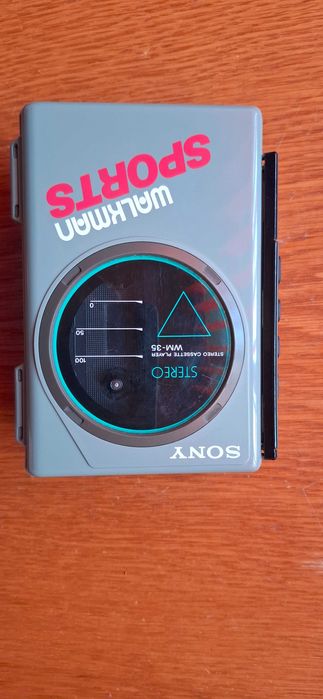 SONY
STEREO
WM-35
STEREO CASSETTE PLAYER
100
50
0
WALKMAN
SPORTS